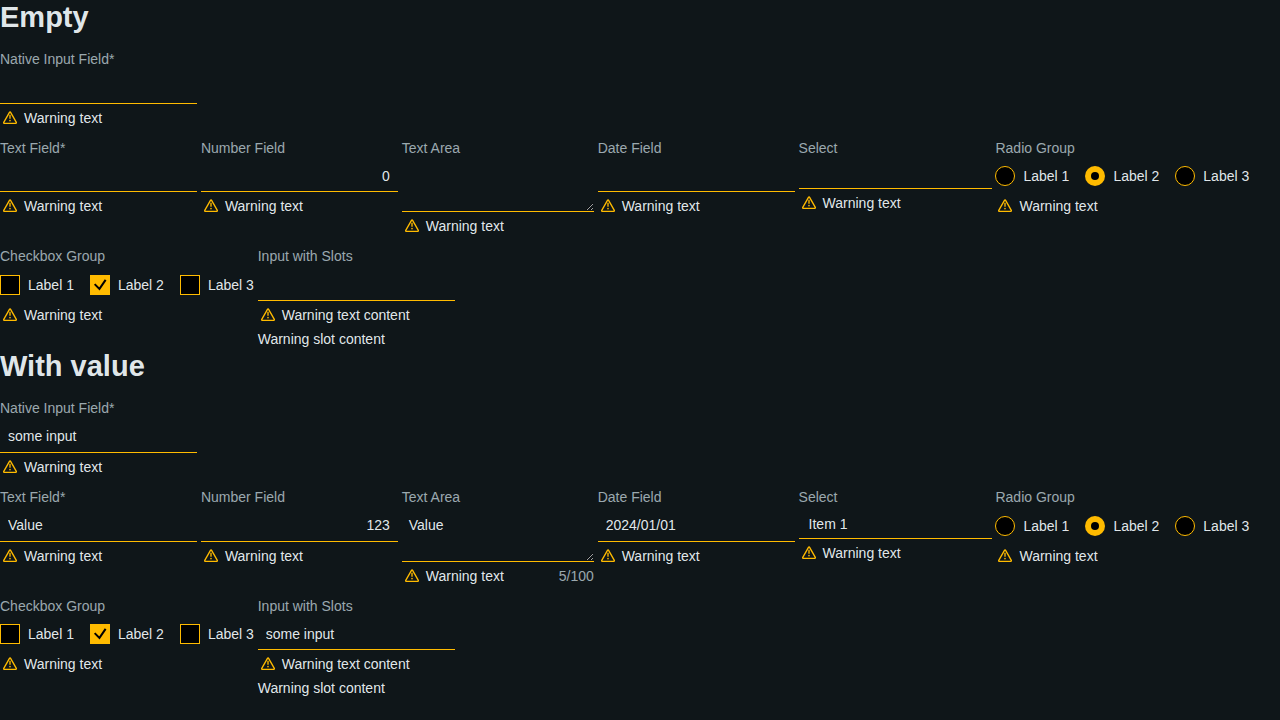 Empty
Native Input Field*
Warning text
Text Field* Number Field Text Area Date Field Select Radio Group
0 Label 1 Label 2 Label 3
Warning text Warning text Warning text Warning text Warning text Warning text
Checkbox Group Input with Slots
Label 1 Label 2 Label 3
Warning text Warning text content
Warning slot content
With value
Native Input Field*
some input
Warning text
Text Field* Number Field Text Area Date Field Select Radio Group
Value 123 Value 2024/01/01 Item 1 Label 1 Label 2 Label 3
Warning text Warning text Warning text 5/100 Warning text Warning text Warning text
Checkbox Group Input with Slots
Label 1 Label 2 Label 3 some input
Warning text Warning text content
Warning slot content